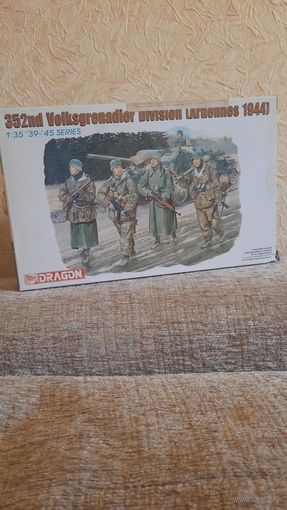 352nd Volksgrenadier Division (Ardennes 1944)
1:35 '39-'45 SERIES
DRAGON